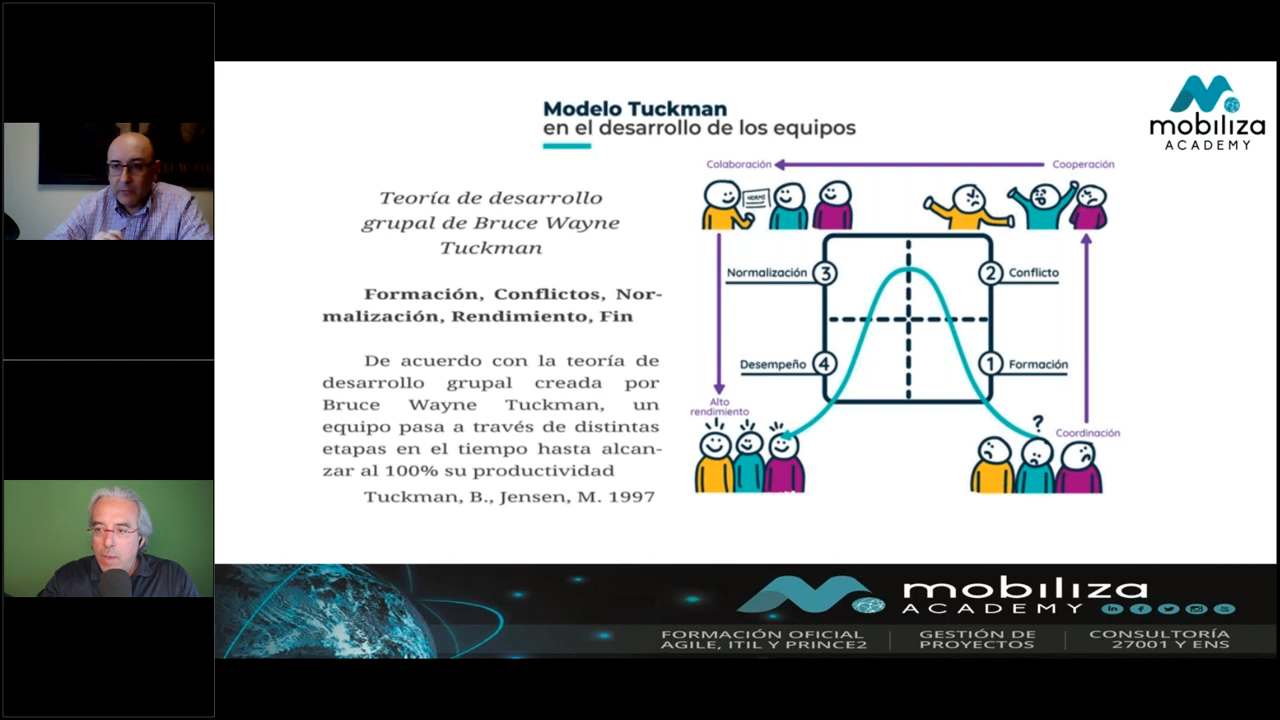 Modelo Tuckman
en el desarrollo de los equipos
mobiliza
ACADEMY
Teoría de desarrollo
grupal de Bruce Wayne
Tuckman
Formación, Conflictos, Nor-
malización, Rendimiento, Fin
De acuerdo con la teoría de
desarrollo grupal creada por
Bruce Wayne Tuckman, un
equipo pasa a través de distintas
etapas en el tiempo hasta alcan-
zar al 100% su productividad
Tuckman, B., Jensen, M. 1997
Colaboración
Cooperación
NORMS
Normalización 3
2 Conflicto
Desempeño 4
1 Formación
Alto
rendimiento
?
Coordinación
mobiliza
ACADEMY
FORMACIÓN OFICIAL
AGILE, ITIL Y PRINCE2
GESTIÓN DE
PROYECTOS
CONSULTORÍA
27001 Y ENS